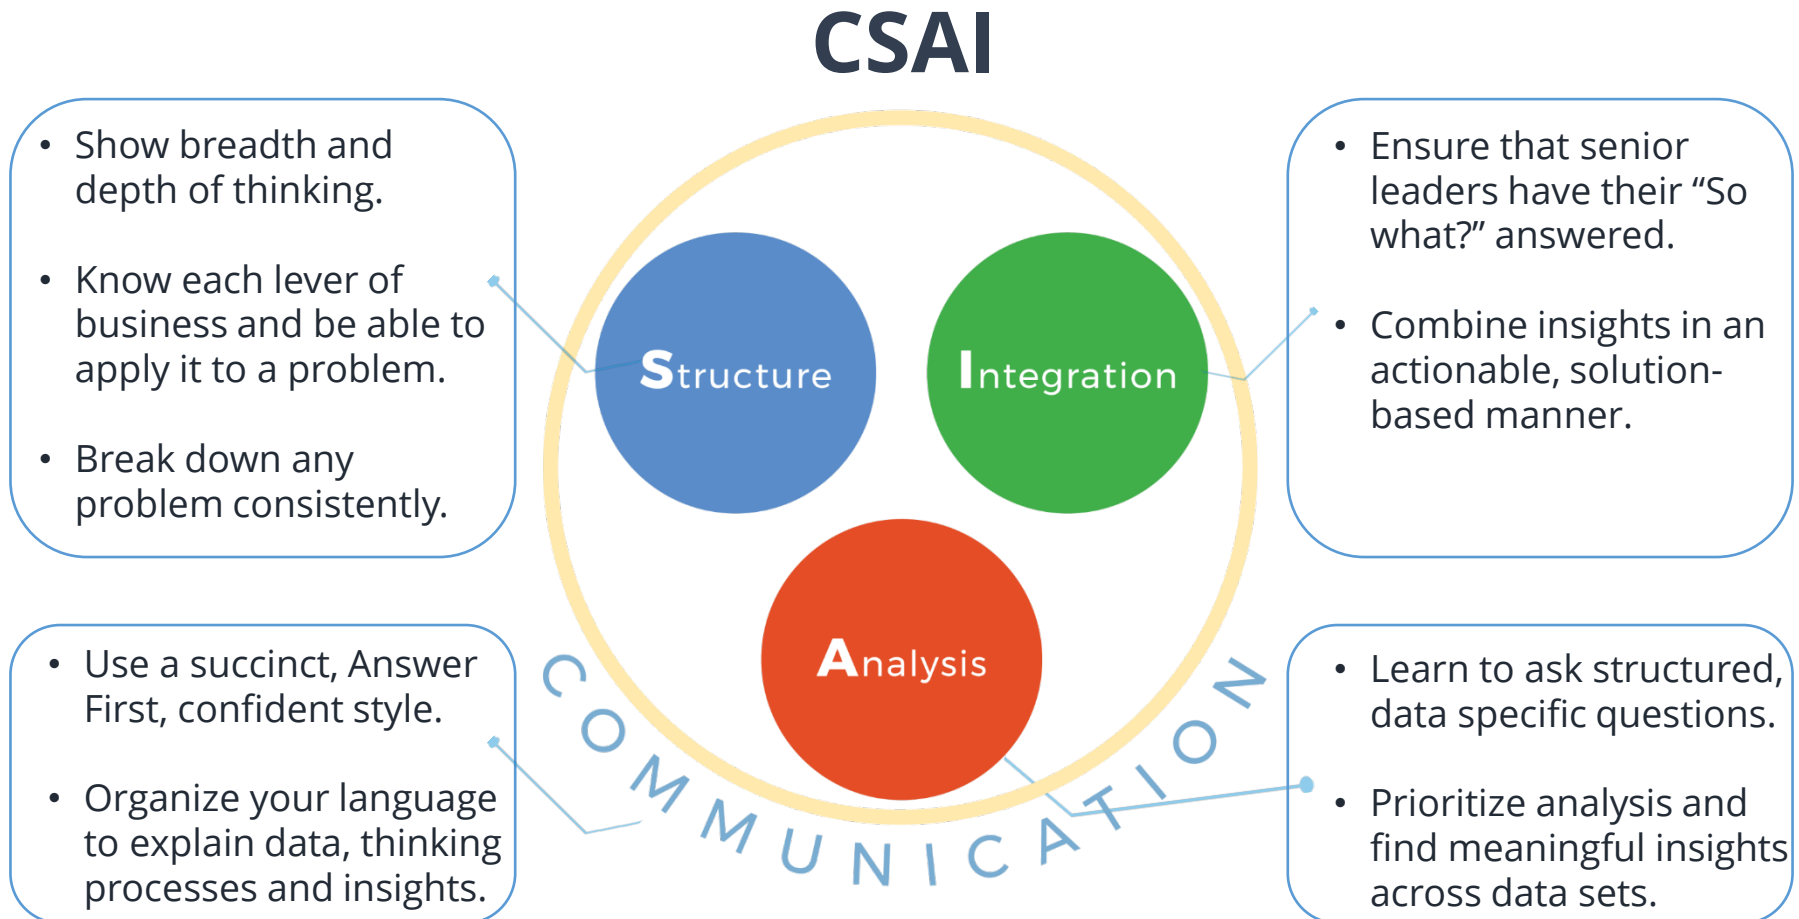 CSAI
• Show breadth and
depth of thinking.
• Know each lever of
business and be able to
apply it to a problem.
• Break down any
problem consistently.
Structure
Integration
Analysis
COMMUNICATION
• Ensure that senior
leaders have their “So
what?” answered.
• Combine insights in an
actionable, solution-
based manner.
• Use a succinct, Answer
First, confident style.
• Organize your language
to explain data, thinking
processes and insights.
• Learn to ask structured,
data specific questions.
• Prioritize analysis and
find meaningful insights
across data sets.